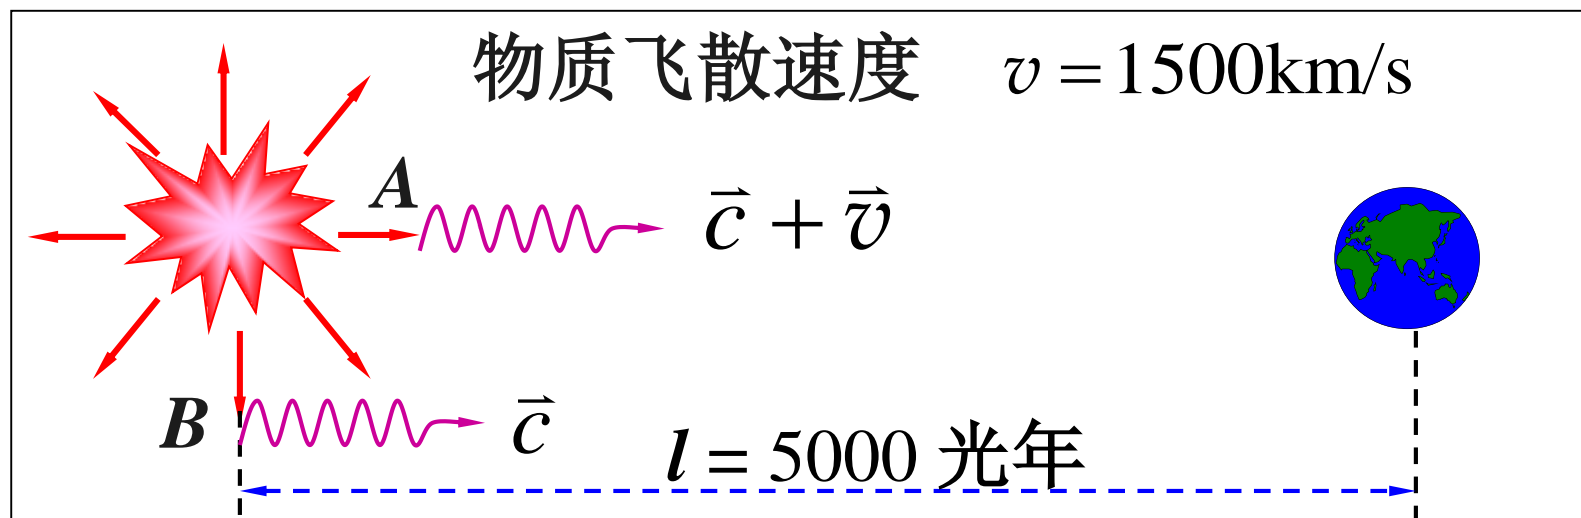 物质飞散速度 v = 1500km/s
A
c⃗ + v⃗
B
c⃗
l = 5000 光年